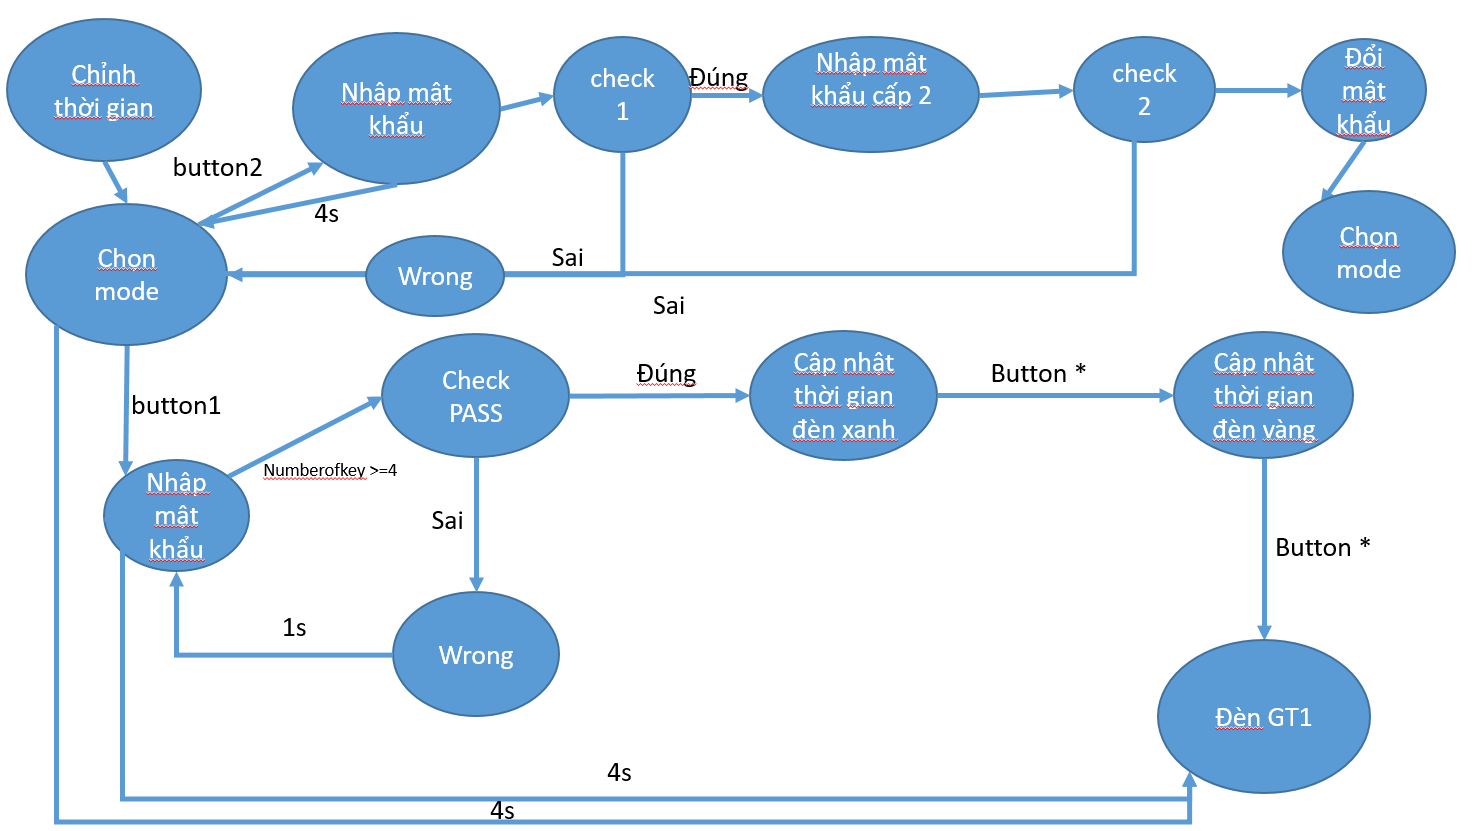 Chỉnh
thời gian
Nhập mật
khẩu
check
1
Đúng
Nhập mật
khẩu cấp 2
check
2
Đổi
mật
khẩu
button2
4s
Chọn
mode
Wrong
Sai
Sai
Chọn
mode
button1
Check
PASS
Đúng
Cập nhật
thời gian
đèn xanh
Button *
Cập nhật
thời gian
đèn vàng
Numberofkey >=4
Nhập
mật
khẩu
Sai
Button *
1s
Wrong
Đèn GT1
4s
4s